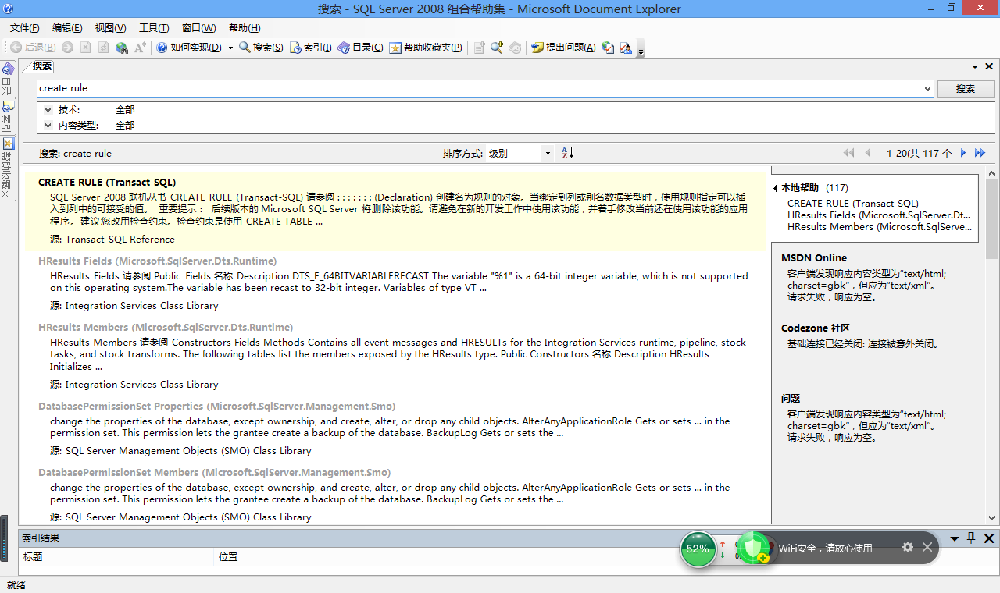 搜索 - SQL Server 2008 组合帮助集 - Microsoft Document Explorer
文件(F) 编辑(E) 视图(V) 工具(T) 窗口(W) 帮助(H)
后退(B) 如何实现(D) 搜索(S) 索引(I) 目录(C) 帮助收藏夹(P) 提出问题(A)
目录
索引
帮助收藏夹
搜索
create rule
搜索
技术: 全部
内容类型: 全部
搜索: create rule 排序方式: 级别 1-20(共 117 个
CREATE RULE (Transact-SQL)
SQL Server 2008 联机丛书 CREATE RULE (Transact-SQL) 请参阅 : : : : : : : (Declaration) 创建名为规则的对象。当绑定到列或别名数据类型时，使用规则指定可以插
入到列中的可接受的值。 重要提示： 后续版本的 Microsoft SQL Server 将删除该功能。请避免在新的开发工作中使用该功能，并着手修改当前还在使用该功能的应用
程序。建议您改用检查约束。检查约束是使用 CREATE TABLE ...
源: Transact-SQL Reference
HResults Fields (Microsoft.SqlServer.Dts.Runtime)
HResults Fields 请参阅 Public Fields 名称 Description DTS_E_64BITVARIABLERECAST The variable "%1" is a 64-bit integer variable, which is not supported
on this operating system.The variable has been recast to 32-bit integer. Variables of type VT ...
源: Integration Services Class Library
HResults Members (Microsoft.SqlServer.Dts.Runtime)
HResults Members 请参阅 Constructors Fields Methods Contains all event messages and HRESULTs for the Integration Services runtime, pipeline, stock
tasks, and stock transforms. The following tables list the members exposed by the HResults type. Public Constructors 名称 Description HResults
Initializes ...
源: Integration Services Class Library
DatabasePermissionSet Properties (Microsoft.SqlServer.Management.Smo)
change the properties of the database, except ownership, and create, alter, or drop any child objects. AlterAnyApplicationRole Gets or sets ... in the
permission set. This permission lets the grantee create a backup of the database. BackupLog Gets or sets the ...
源: SQL Server Management Objects (SMO) Class Library
DatabasePermissionSet Members (Microsoft.SqlServer.Management.Smo)
change the properties of the database, except ownership, and create, alter, or drop any child objects. AlterAnyApplicationRole Gets or sets ... in the
permission set. This permission lets the grantee create a backup of the database. BackupLog Gets or sets the ...
源: SQL Server Management Objects (SMO) Class Library
本地帮助 (117)
CREATE RULE (Transact-SQL)
HResults Fields (Microsoft.SqlServer.Dt...
HResults Members (Microsoft.SqlServe...
MSDN Online
客户端发现响应内容类型为“text/html;
charset=gbk”，但应为“text/xml”。
请求失败，响应为空。
Codezone 社区
基础连接已经关闭: 连接被意外关闭。
问题
客户端发现响应内容类型为“text/html;
charset=gbk”，但应为“text/xml”。
请求失败，响应为空。
索引结果
标题 位置
52%
WiFi安全，请放心使用
就绪